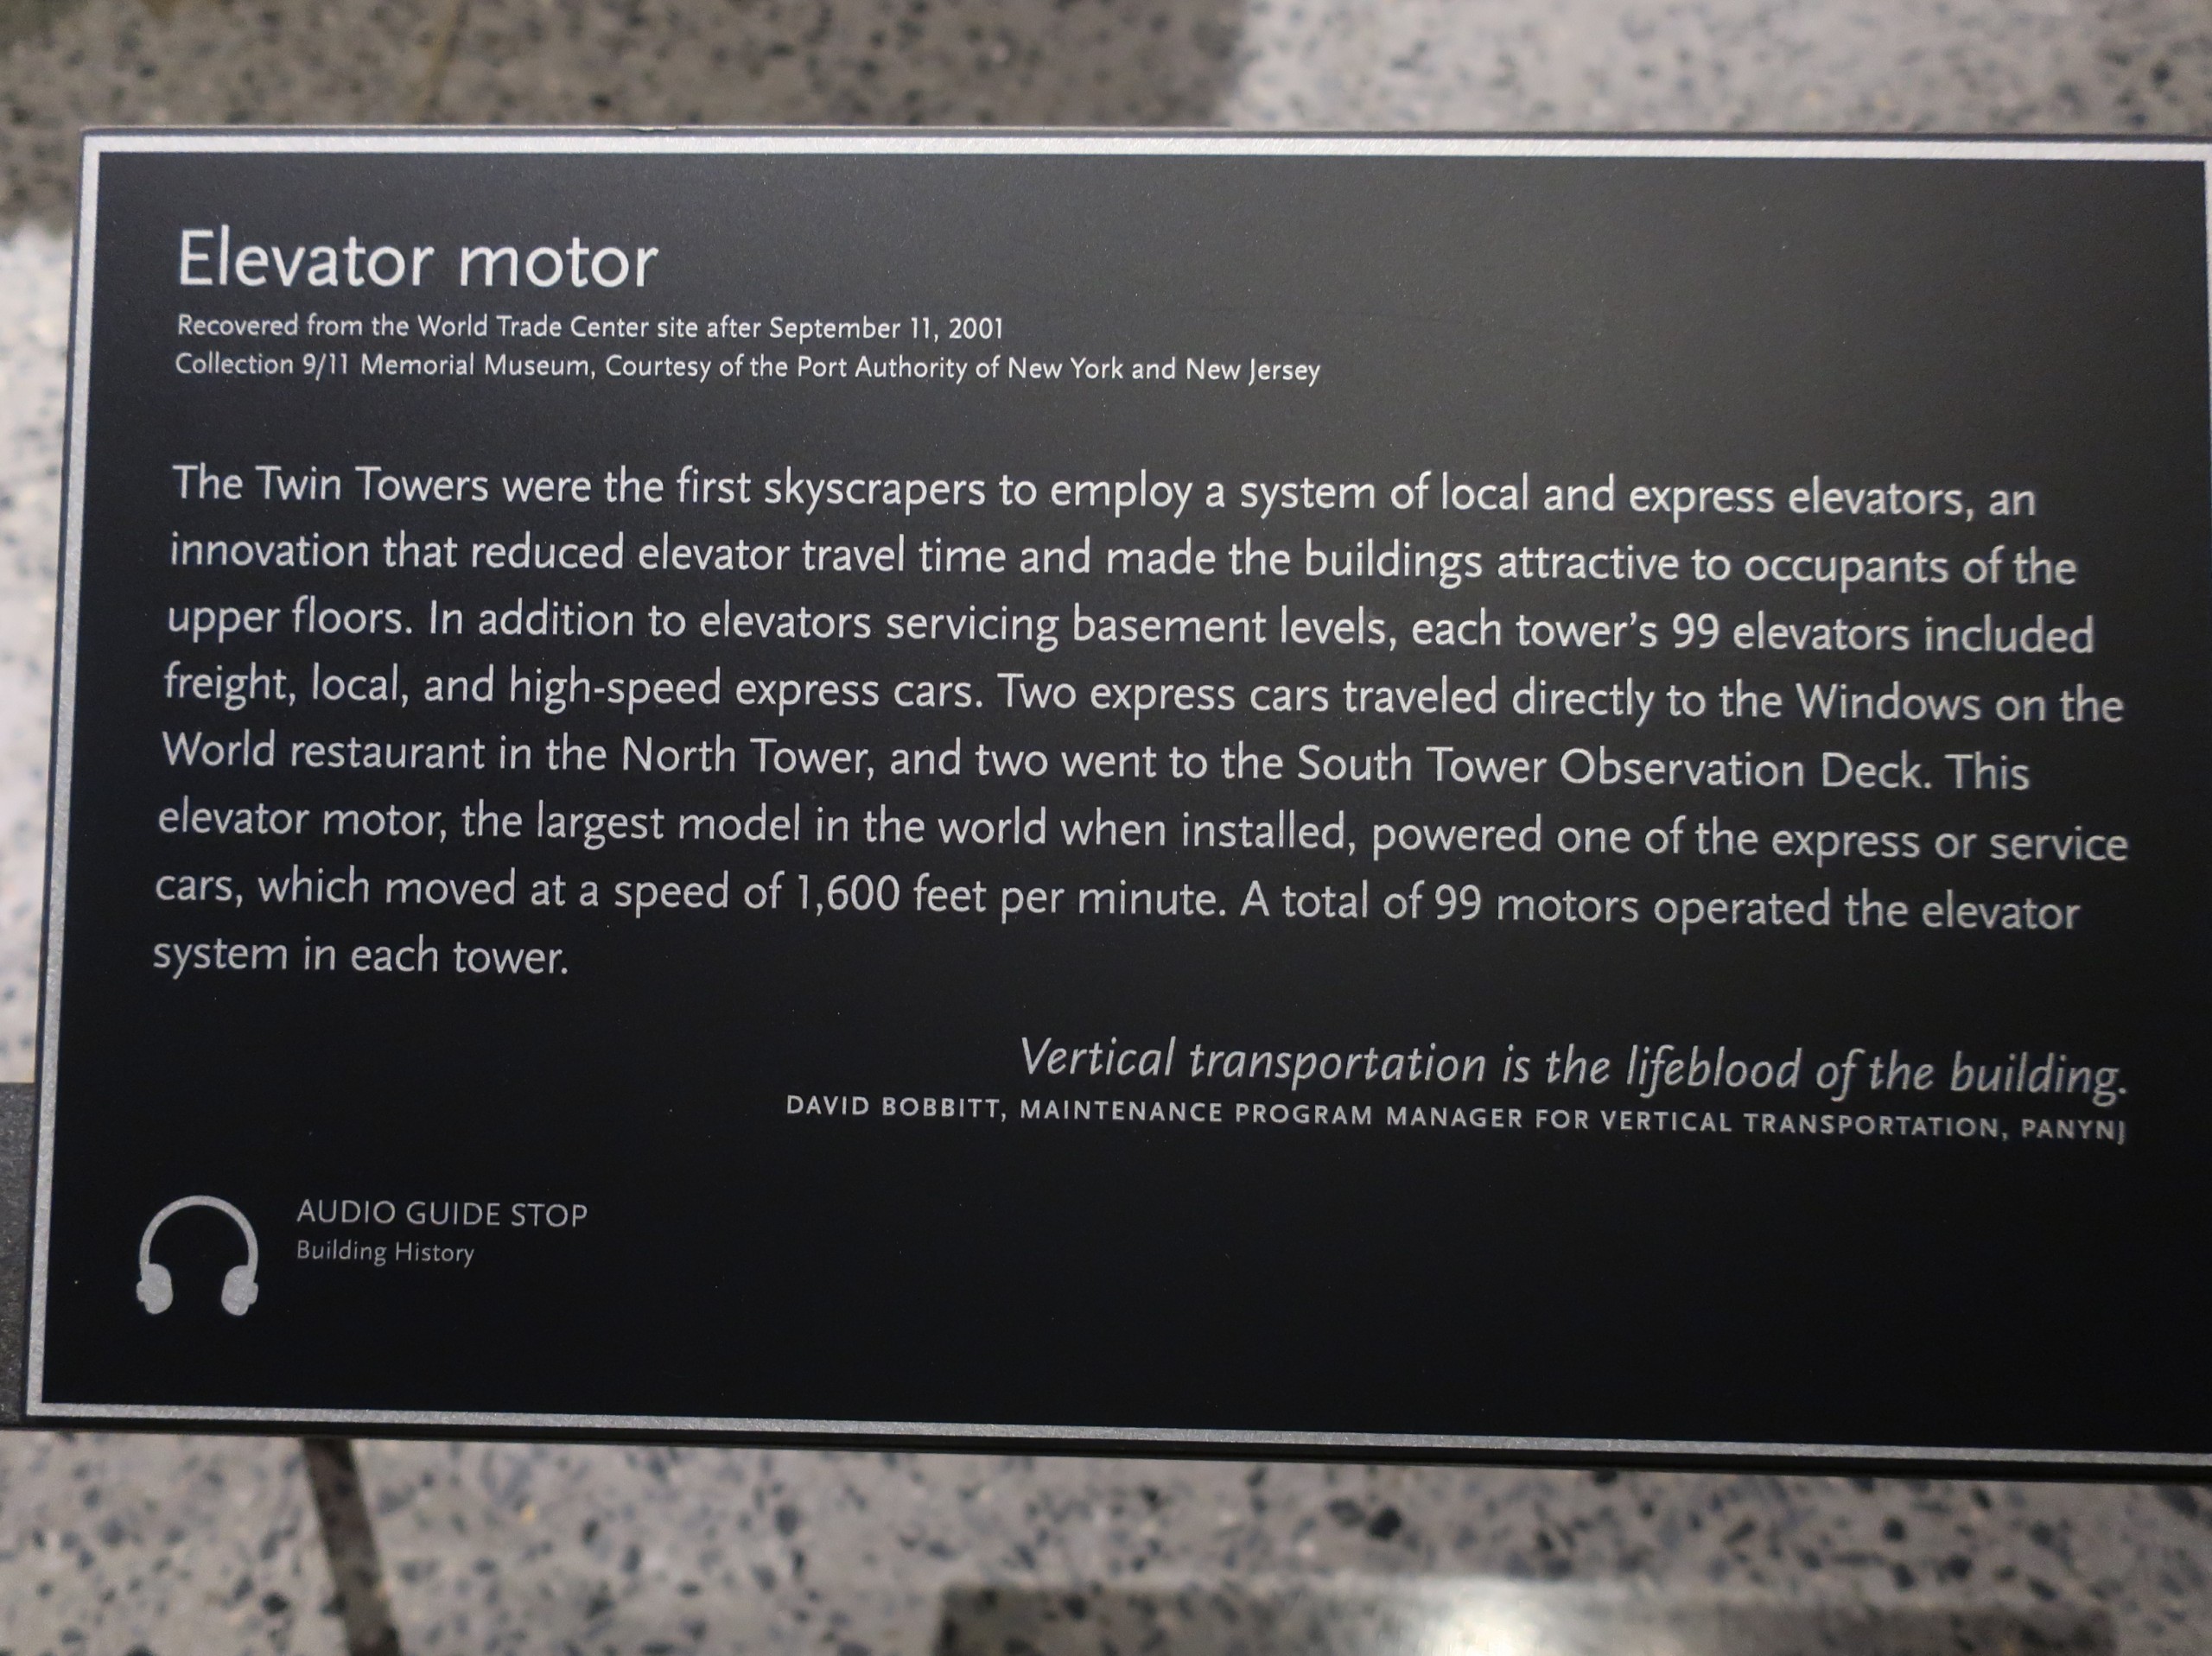 Elevator motor
Recovered from the World Trade Center site after September 11, 2001
Collection 9/11 Memorial Museum, Courtesy of the Port Authority of New York and New Jersey
The Twin Towers were the first skyscrapers to employ a system of local and express elevators, an
innovation that reduced elevator travel time and made the buildings attractive to occupants of the
upper floors. In addition to elevators servicing basement levels, each tower’s 99 elevators included
freight, local, and high-speed express cars. Two express cars traveled directly to the Windows on the
World restaurant in the North Tower, and two went to the South Tower Observation Deck. This
elevator motor, the largest model in the world when installed, powered one of the express or service
cars, which moved at a speed of 1,600 feet per minute. A total of 99 motors operated the elevator
system in each tower.
Vertical transportation is the lifeblood of the building.
DAVID BOBBITT, MAINTENANCE PROGRAM MANAGER FOR VERTICAL TRANSPORTATION, PANYNJ
AUDIO GUIDE STOP
Building History